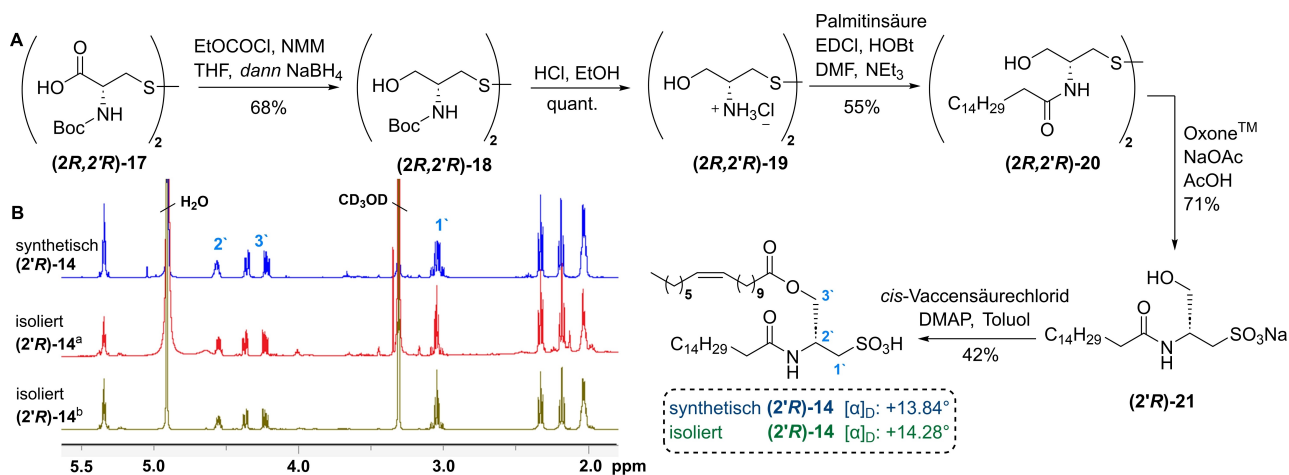 A
O
HO
S
NH
Boc
2
(2R,2'R)-17
EtOCOCl, NMM
THF, dann NaBH4
68%
HO
S
NH
Boc
2
(2R,2'R)-18
HCl, EtOH
quant.
HO
S
+ NH3Cl
−
2
(2R,2'R)-19
Palmitinsäure
EDCl, HOBt
DMF, NEt3
55%
HO
S
NH
C14H29
O
2
(2R,2'R)-20
Oxone™
NaOAc
AcOH
71%
HO
O
C14H29
N
H
SO3Na
(2'R)-21
cis-Vaccensäurechlorid
DMAP, Toluol
42%
O
5
9
O
3`
O
2`
C14H29
N
H
SO3H
1`
synthetisch (2'R)-14 [α]D: +13.84°
isoliert (2'R)-14 [α]D: +14.28°
B
H2O
CD3OD
2`
3`
1`
synthetisch
(2'R)-14
isoliert
(2'R)-14a
isoliert
(2'R)-14b
5.5 5.0 4.0 3.0 2.0 ppm